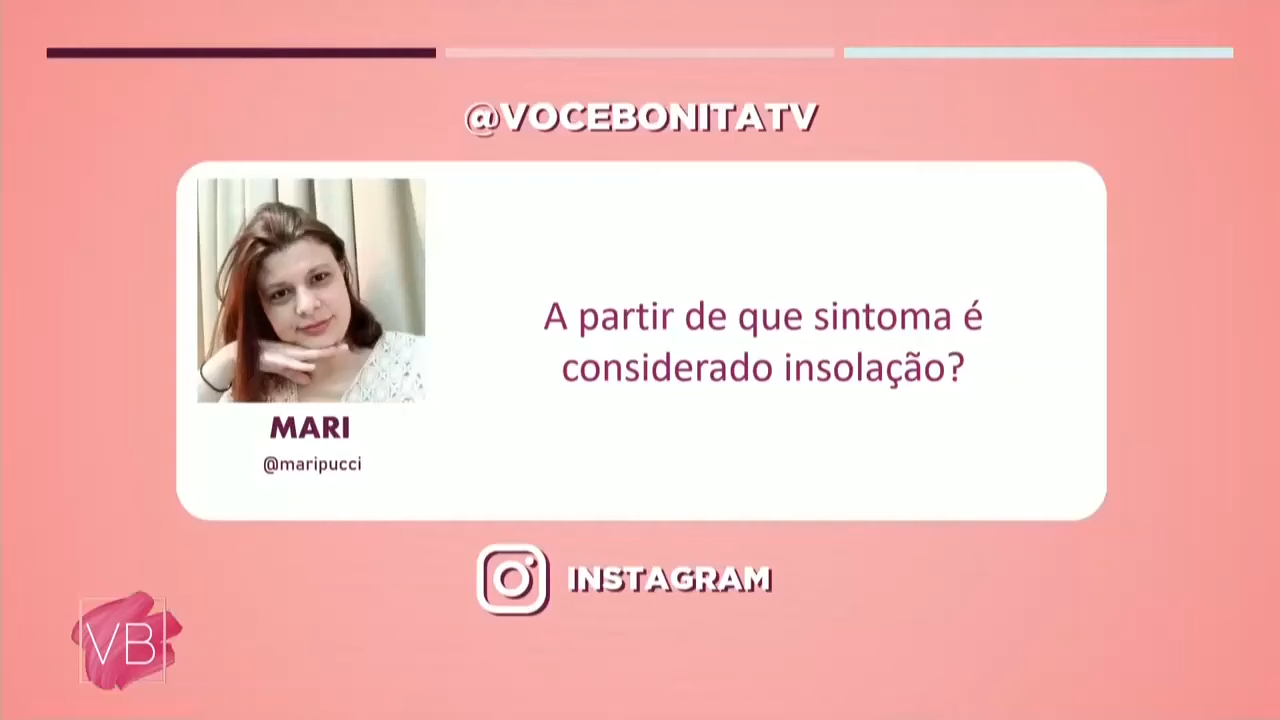 @VOCEBONITATV
A partir de que sintoma é
considerado insolação?
MARI
@maripucci
INSTAGRAM
VB